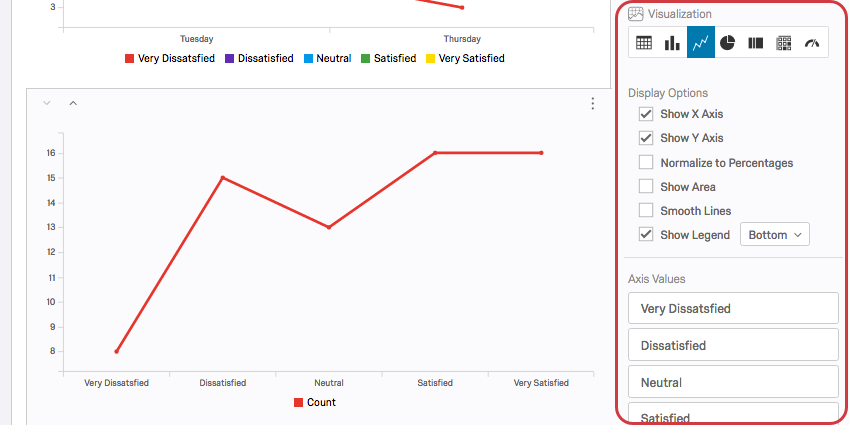 3
Tuesday
Thursday
Very Dissatsfied
Dissatisfied
Neutral
Satisfied
Very Satisfied
16
15
14
13
12
11
10
9
8
Very Dissatsfied
Dissatisfied
Neutral
Satisfied
Very Satisfied
Count
Visualization
Display Options
Show X Axis
Show Y Axis
Normalize to Percentages
Show Area
Smooth Lines
Show Legend Bottom
Axis Values
Very Dissatsfied
Dissatisfied
Neutral
Satisfied